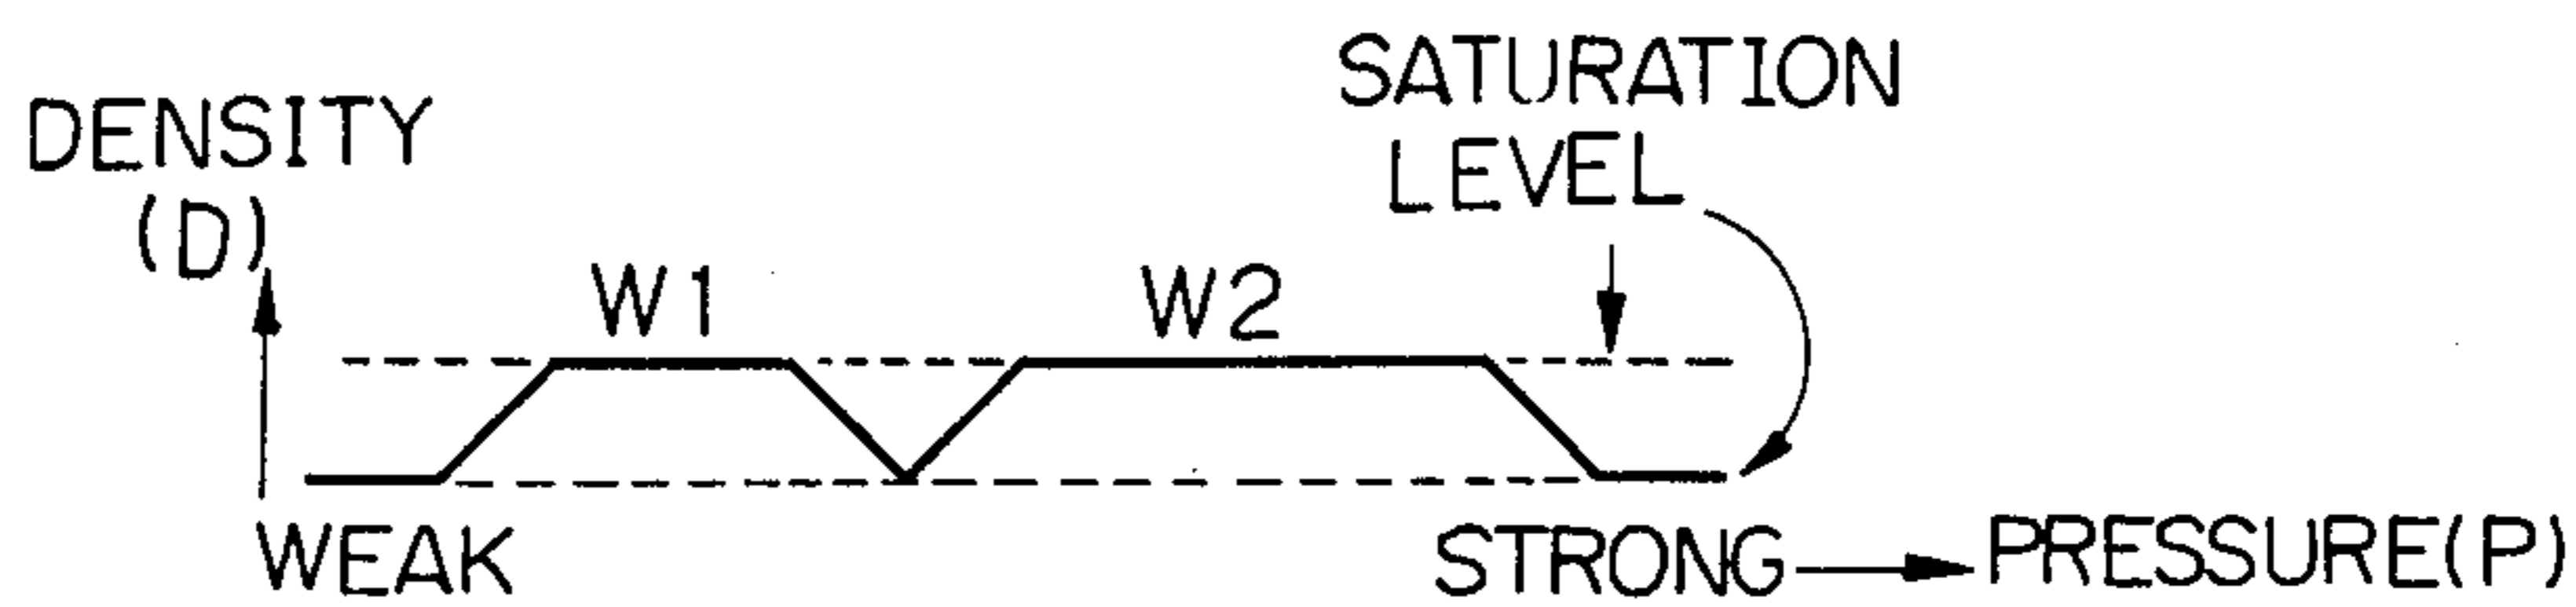 DENSITY
(D)
SATURATION
LEVEL
W1
W2
WEAK
STRONG
PRESSURE(P)